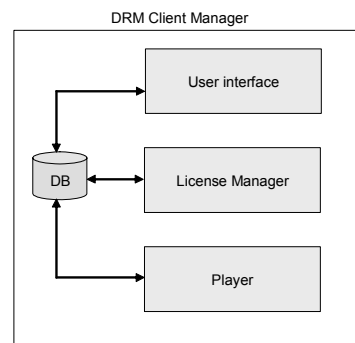 DRM Client Manager
User interface
DB
License Manager
Player